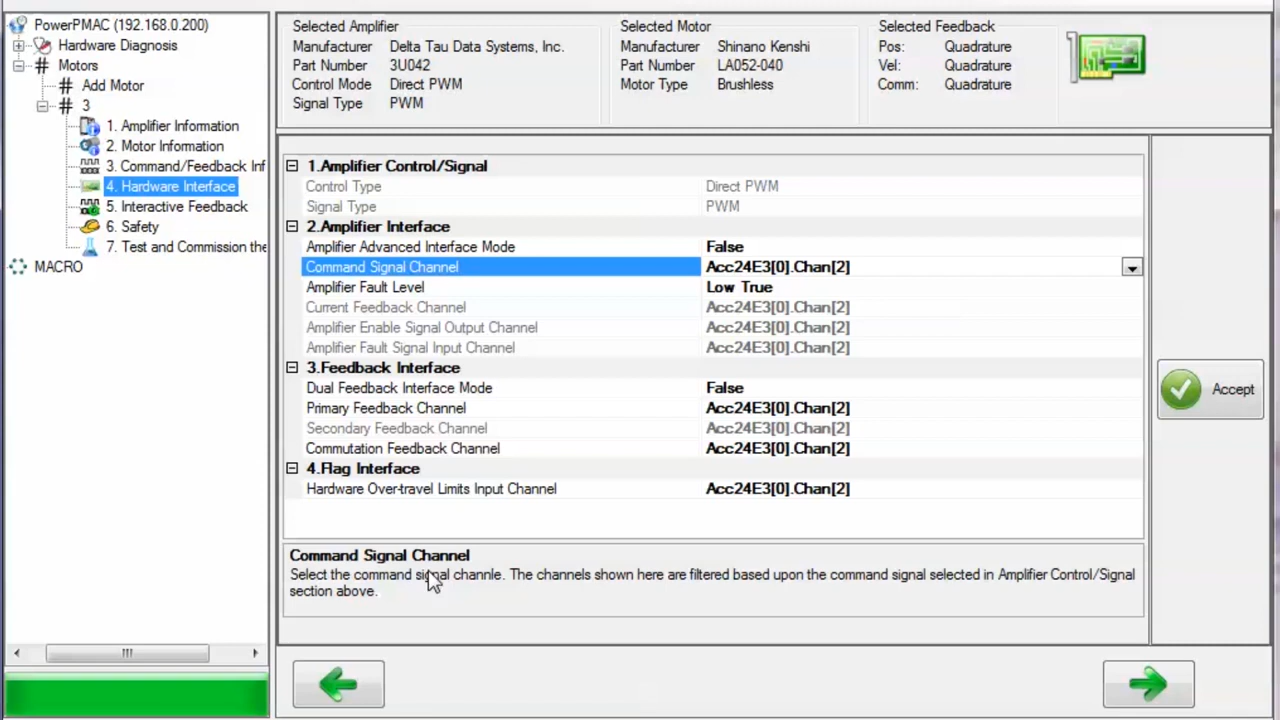 PowerPMAC (192.168.0.200)
Hardware Diagnosis
Motors
Add Motor
3
1. Amplifier Information
2. Motor Information
3. Command/Feedback Inf
4. Hardware Interface
5. Interactive Feedback
6. Safety
7. Test and Commission the
MACRO
Selected Amplifier
Manufacturer Delta Tau Data Systems, Inc.
Part Number 3U042
Control Mode Direct PWM
Signal Type PWM
Selected Motor
Manufacturer Shinano Kenshi
Part Number LA052-040
Motor Type Brushless
Selected Feedback
Pos: Quadrature
Vel: Quadrature
Comm: Quadrature
1.Amplifier Control/Signal
Control Type Direct PWM
Signal Type PWM
2.Amplifier Interface
Amplifier Advanced Interface Mode False
Command Signal Channel Acc24E3[0].Chan[2]
Amplifier Fault Level Low True
Current Feedback Channel Acc24E3[0].Chan[2]
Amplifier Enable Signal Output Channel Acc24E3[0].Chan[2]
Amplifier Fault Signal Input Channel Acc24E3[0].Chan[2]
3.Feedback Interface
Dual Feedback Interface Mode False
Primary Feedback Channel Acc24E3[0].Chan[2]
Secondary Feedback Channel Acc24E3[0].Chan[2]
Commutation Feedback Channel Acc24E3[0].Chan[2]
4.Flag Interface
Hardware Over-travel Limits Input Channel Acc24E3[0].Chan[2]
Command Signal Channel
Select the command signal channle. The channels shown here are filtered based upon the command signal selected in Amplifier Control/Signal
section above.
Accept